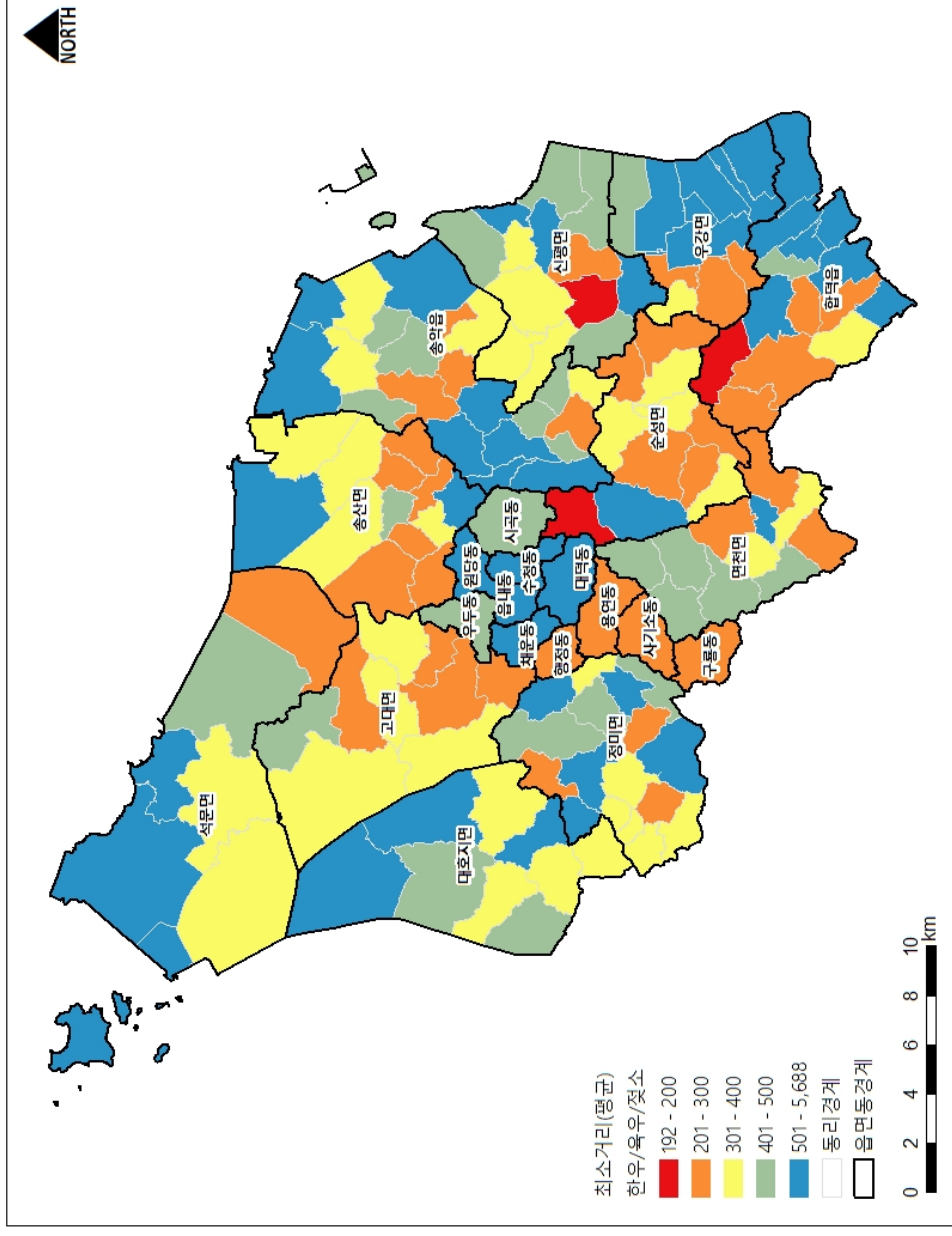 NORTH
석문면
고대면
대호지면
송산면
송악읍
신평면
우강면
합덕읍
순성면
면천면
정미면
시곡동
원당동
우두동
읍내동
수청동
채운동
대덕동
행정동
용연동
사기소동
구룡동
최소거리(평균)
한우/육우/젖소
192 - 200
201 - 300
301 - 400
401 - 500
501 - 5,688
동리경계
읍면동경계
0 2 4 6 8 10
km